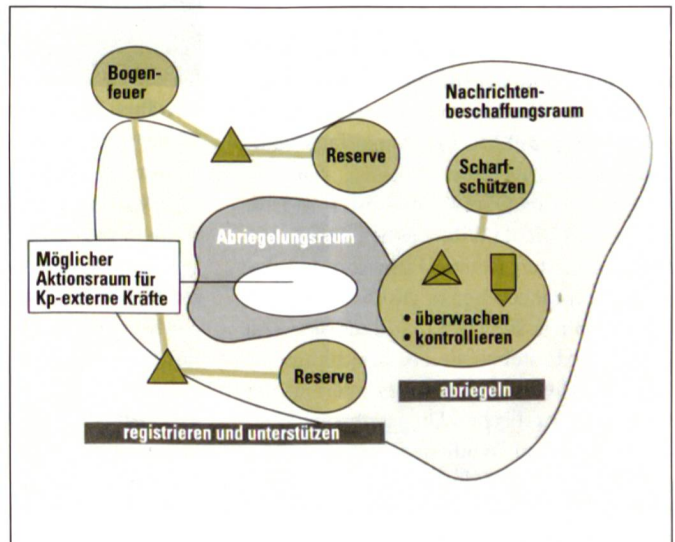 Bogen-
feuer
Nachrichten-
beschaffungsraum
Reserve
Scharf-
schützen
Abriegelungsraum
Möglicher
Aktionsraum für
Kp-externe Kräfte
• überwachen
• kontrollieren
Reserve
abriegeln
registrieren und unterstützen